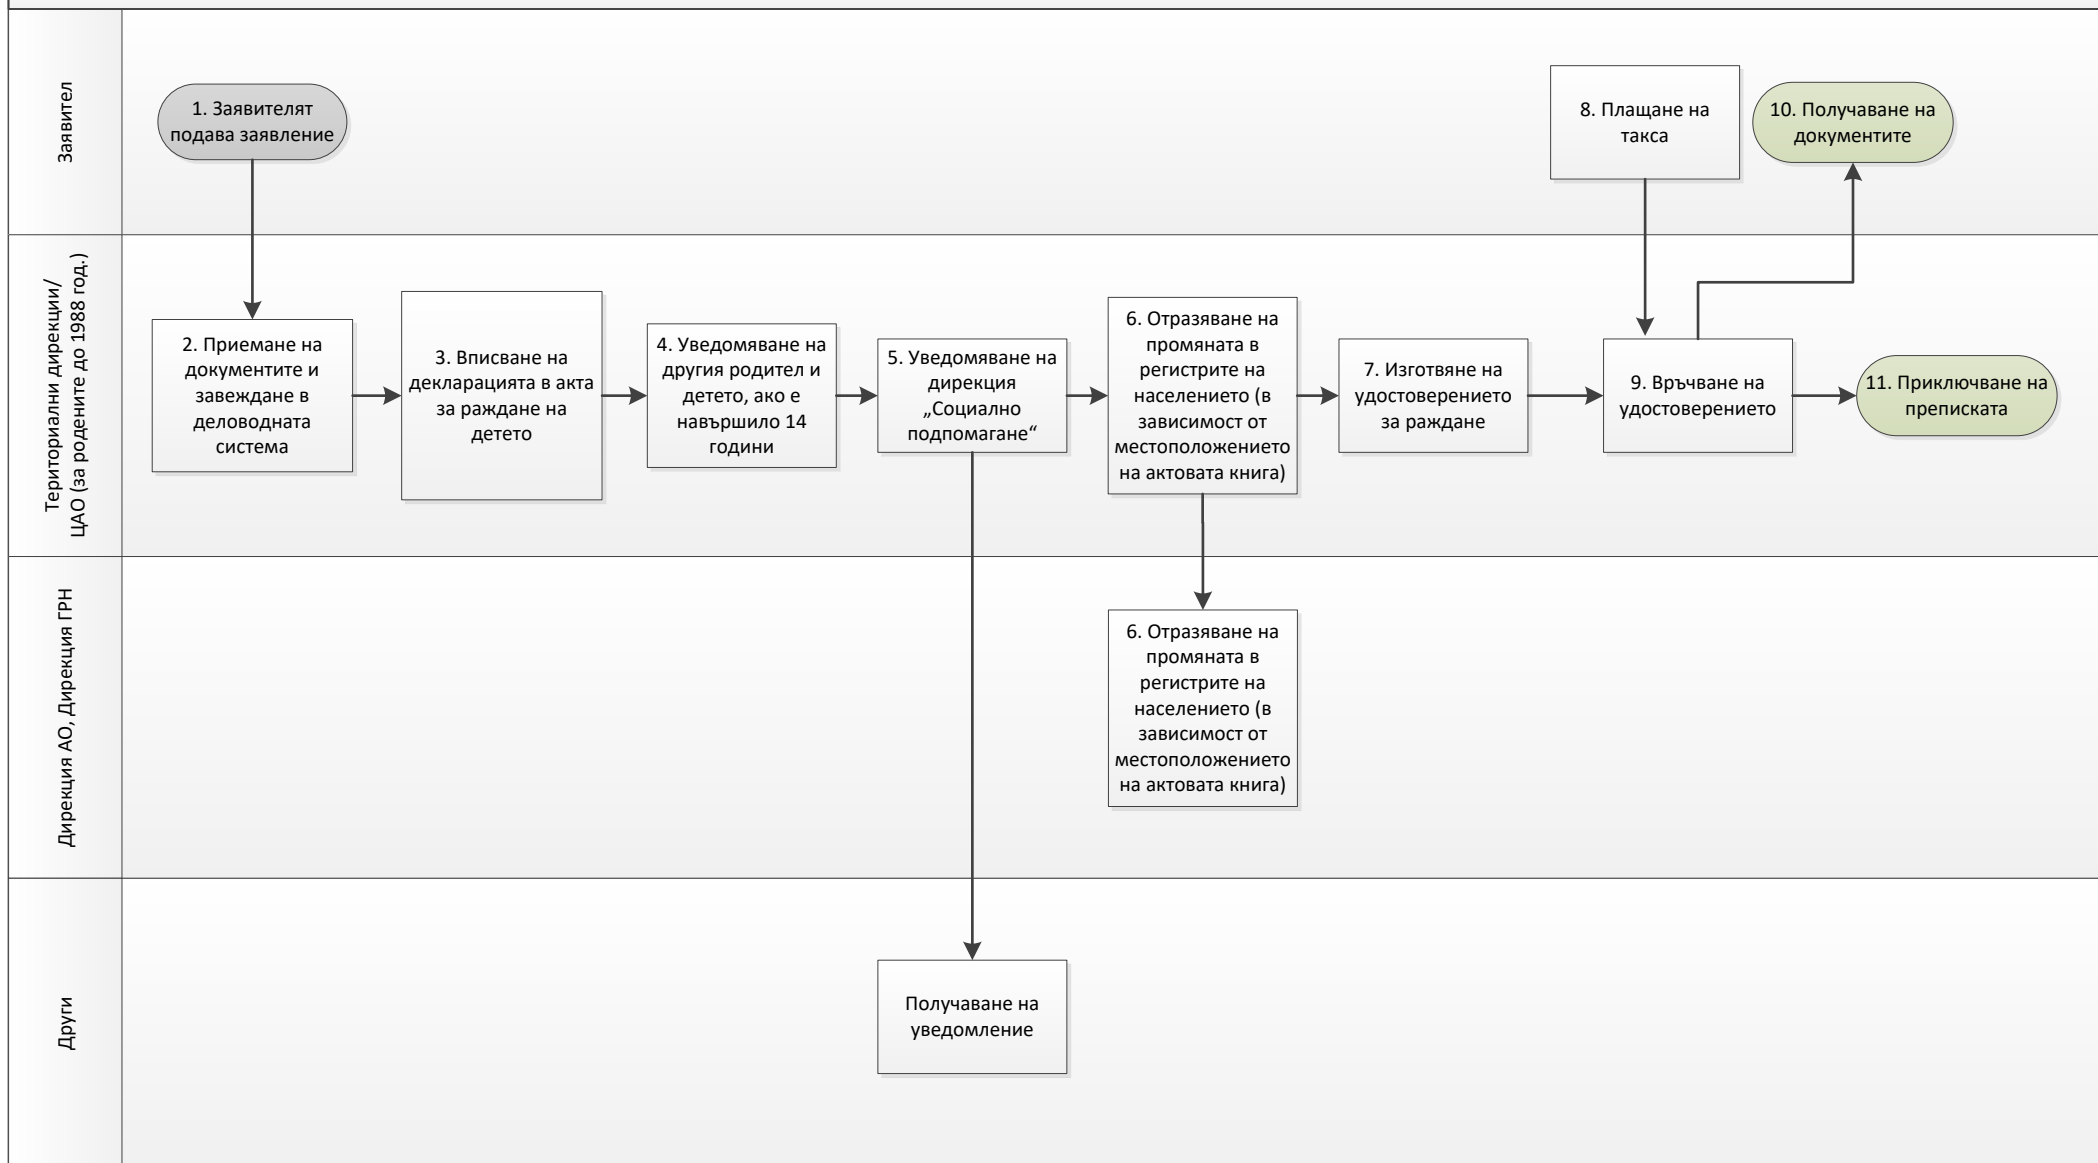 Заявител
1. Заявителят
подава заявление
8. Плащане на
такса
10. Получаване на
документите
Териториални дирекции/
ЦАО (за родените до 1988 год.)
2. Приемане на
документите и
завеждане в
деловодната
система
3. Вписване на
декларацията в акта
за раждане на
детето
4. Уведомяване на
другия родител и
детето, ако е
навършило 14
години
5. Уведомяване на
дирекция
„Социално
подпомагане“
6. Отразяване на
промяната в
регистрите на
населението (в
зависимост от
местоположението
на актовата книга)
7. Изготвяне на
удостоверението
за раждане
9. Връчване на
удостоверението
11. Приключване на
преписката
Дирекция АО, Дирекция ГРН
6. Отразяване на
промяната в
регистрите на
населението (в
зависимост от
местоположението
на актовата книга)
Други
Получаване на
уведомление